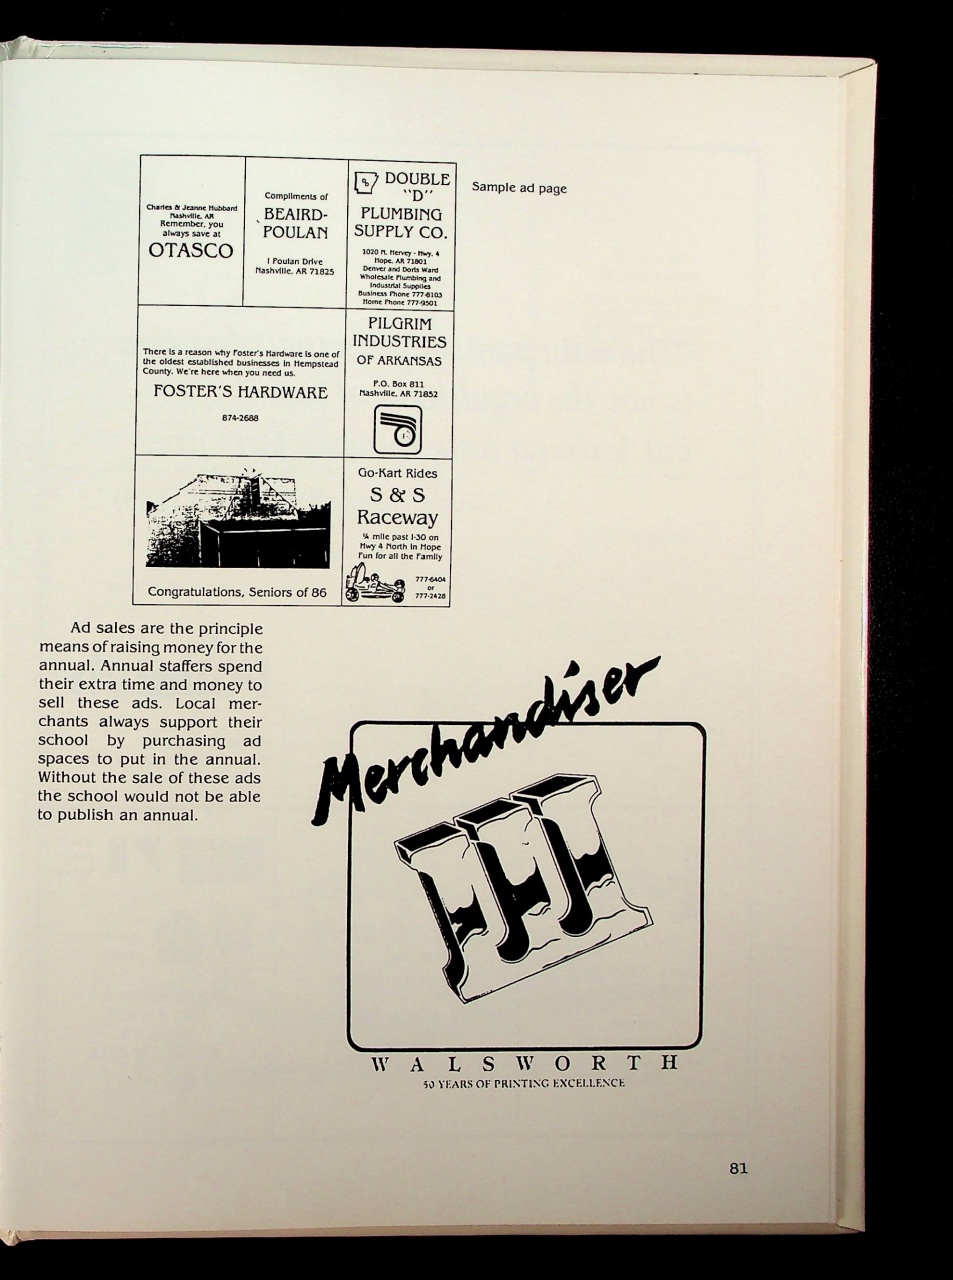 Charles & Jeanne Hubbard
Nashville, AR
Remember, you
always save at
OTASCO
Compliments of
BEAIRD-
POULAN
1 Poulan Drive
Nashville, AR 71825
DOUBLE
"D"
PLUMBING
SUPPLY CO.
1020 N. Hervey - Hwy. 4
Hope, AR 71801
Denver and Doris Ward
Wholesale Plumbing and
Industrial Supplies
Business Phone 777-8103
Home Phone 777-9501
Sample ad page
There is a reason why Foster's Hardware is one of
the oldest established businesses in Hempstead
County. We're here when you need us.
FOSTER'S HARDWARE
874-2688
PILGRIM
INDUSTRIES
OF ARKANSAS
P.O. Box 811
Nashville, AR 71852
Congratulations, Seniors of 86
Go-Kart Rides
S & S
Raceway
¼ mile past I-30 on
Hwy 4 North in Hope
Fun for all the Family
777-6404
or
777-2428
Ad sales are the principle
means of raising money for the
annual. Annual staffers spend
their extra time and money to
sell these ads. Local mer-
chants always support their
school by purchasing ad
spaces to put in the annual.
Without the sale of these ads
the school would not be able
to publish an annual.
Merchandiser
III
WALSWORTH
50 YEARS OF PRINTING EXCELLENCE
81